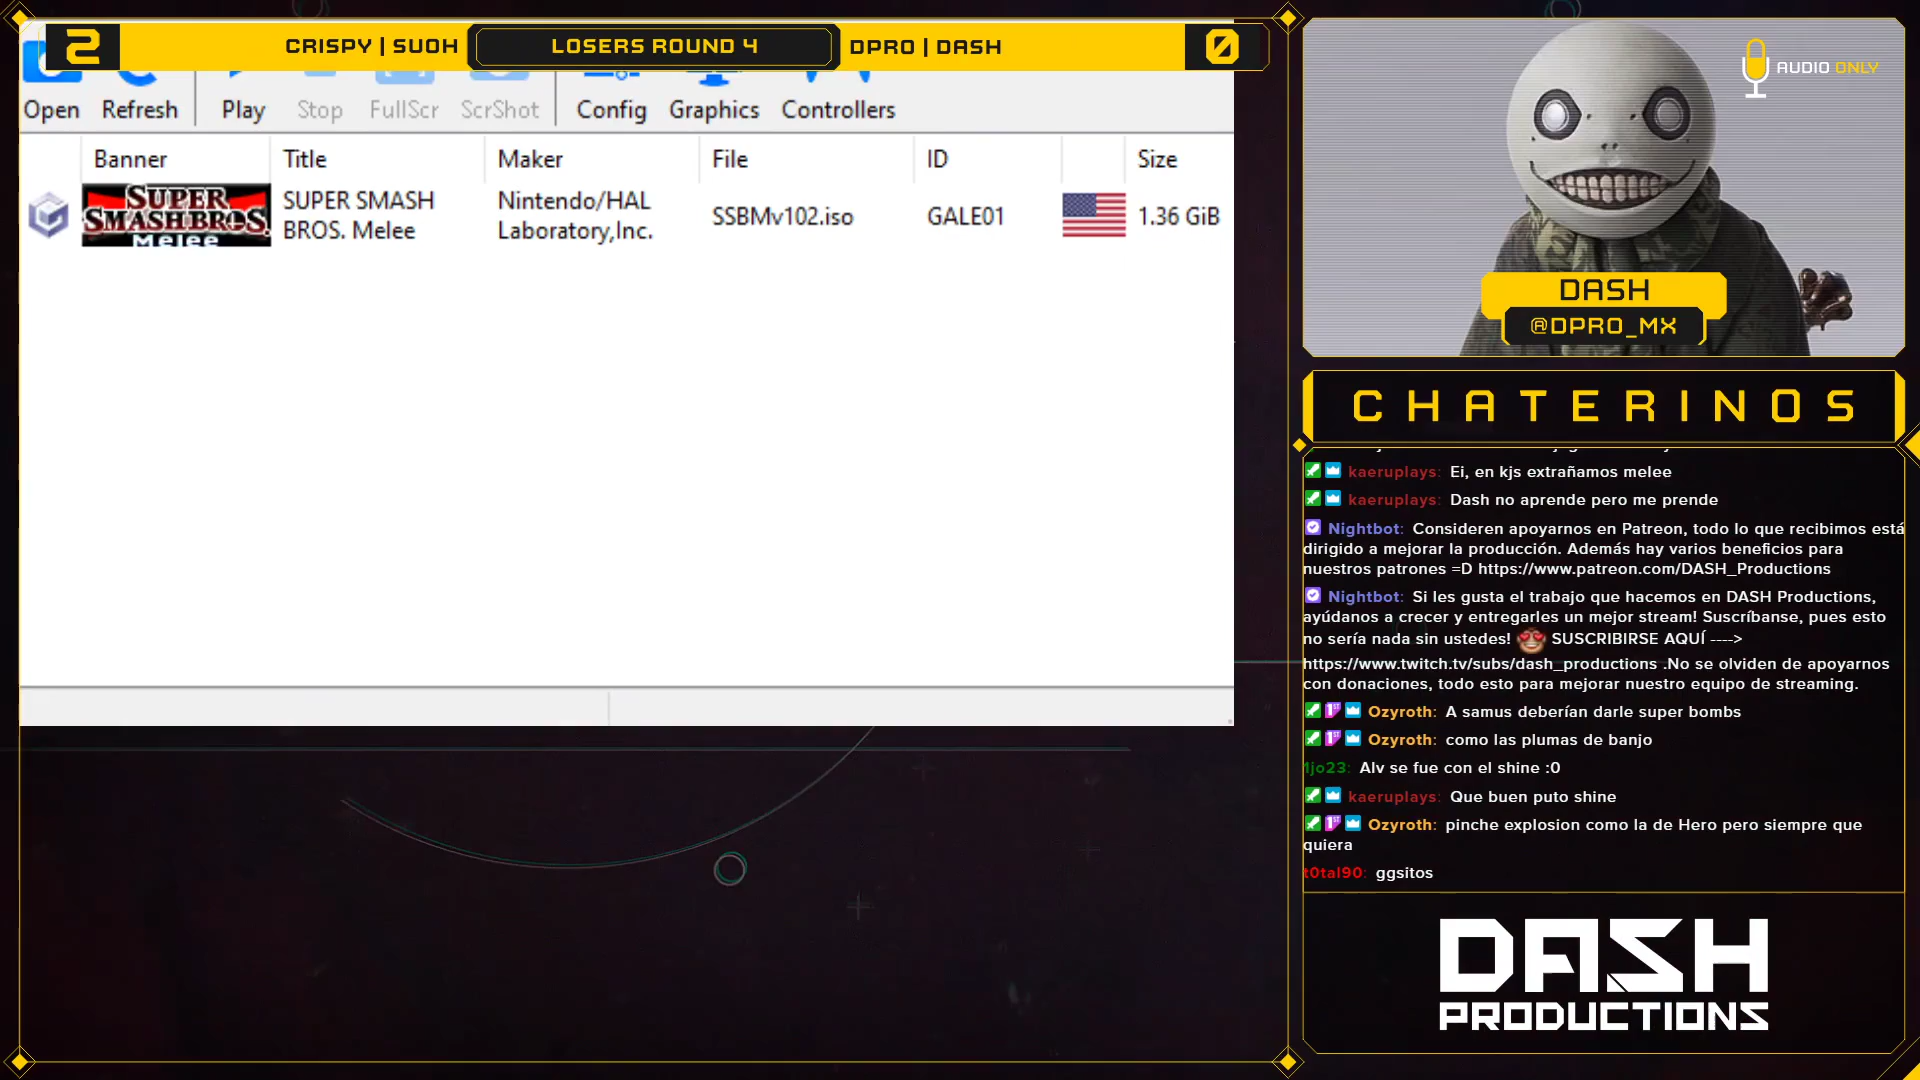 2
CRISPY | SUOH
LOSERS ROUND 4
DPRO | DASH
0
Open
Refresh
Play
Stop
FullScr
ScrShot
Config
Graphics
Controllers
Banner
Title
Maker
File
ID
Size
SUPER
SMASH BROS.
Melee
SUPER SMASH
BROS. Melee
Nintendo/HAL
Laboratory,Inc.
SSBMv102.iso
GALE01
1.36 GiB
AUDIO ONLY
DASH
@DPRO_MX
CHATERINOS
kaeruplays: Ei, en kjs extrañamos melee
kaeruplays: Dash no aprende pero me prende
Nightbot: Consideren apoyarnos en Patreon, todo lo que recibimos está
dirigido a mejorar la producción. Además hay varios beneficios para
nuestros patrones =D https://www.patreon.com/DASH_Productions
Nightbot: Si les gusta el trabajo que hacemos en DASH Productions,
ayúdanos a crecer y entregarles un mejor stream! Suscríbanse, pues esto
no sería nada sin ustedes! SUSCRIBIRSE AQUÍ ---->
https://www.twitch.tv/subs/dash_productions .No se olviden de apoyarnos
con donaciones, todo esto para mejorar nuestro equipo de streaming.
Ozyroth: A samus deberían darle super bombs
Ozyroth: como las plumas de banjo
1jo23: Alv se fue con el shine :0
kaeruplays: Que buen puto shine
Ozyroth: pinche explosion como la de Hero pero siempre que
quiera
t0tal90: ggsitos
DASH
PRODUCTIONS